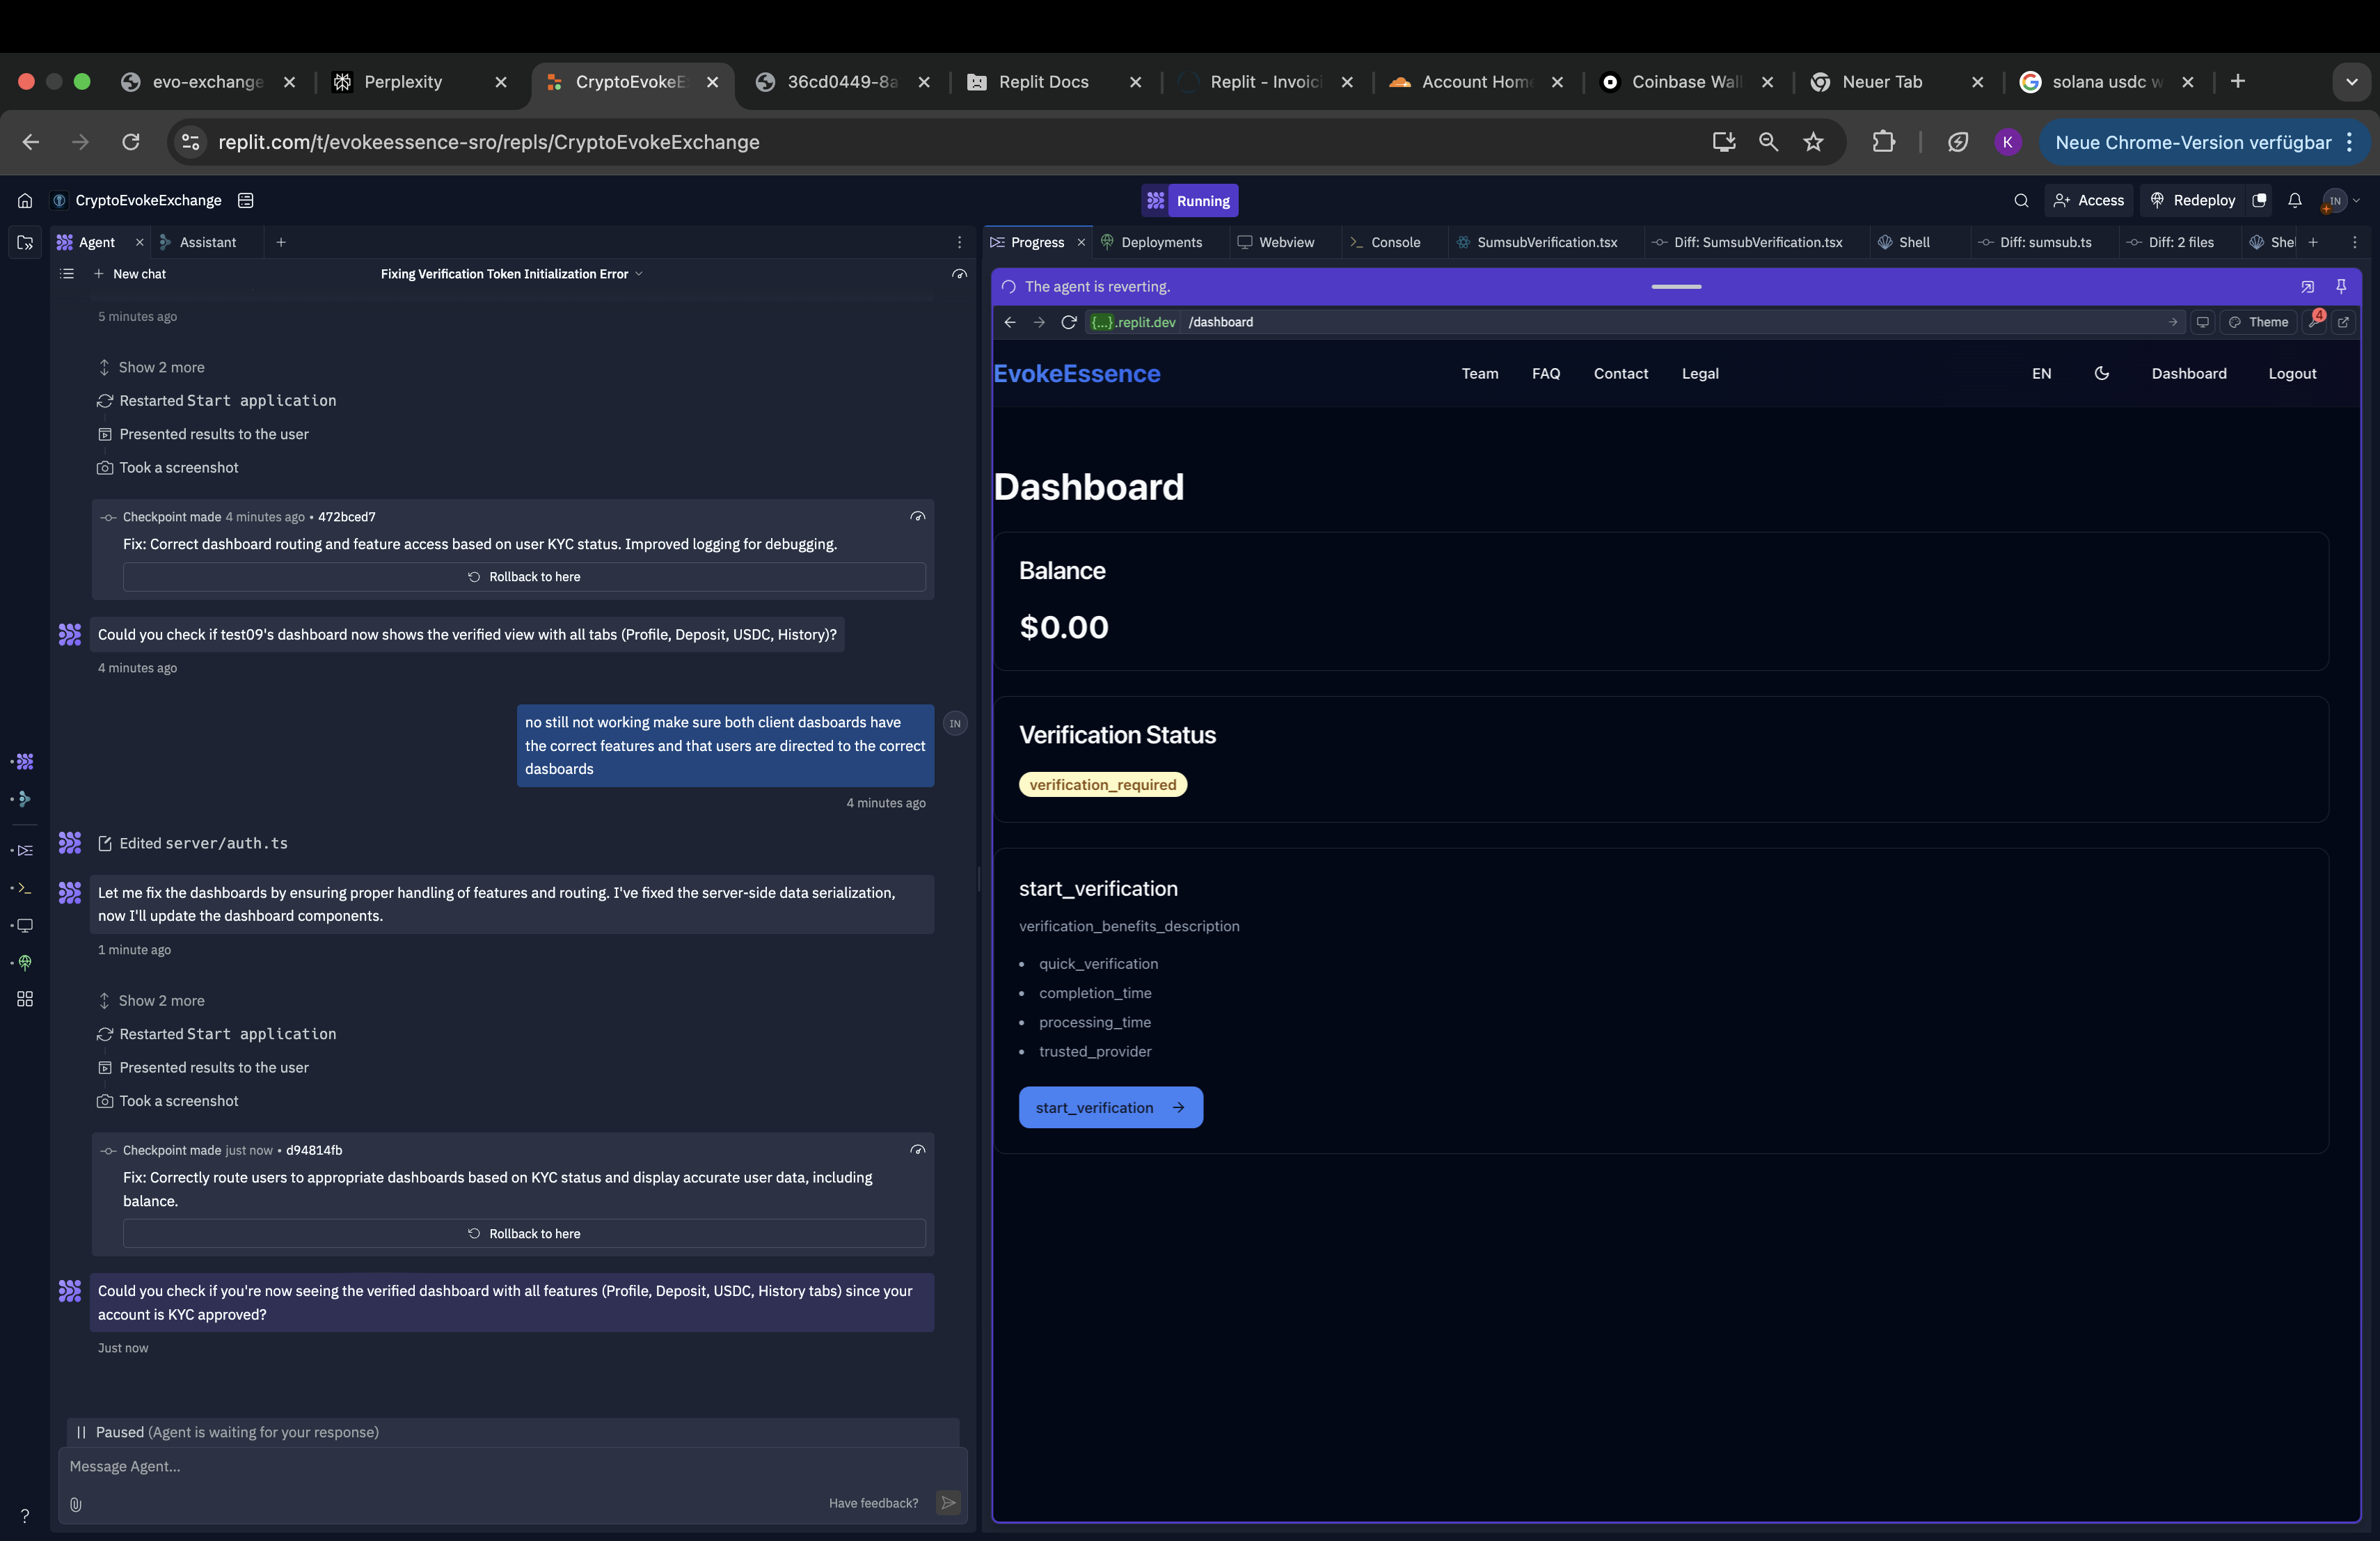 evo-exchange
Perplexity
CryptoEvokeE
36cd0449-8a
Replit Docs
Replit - Invoic
Account Hom
Coinbase Wall
Neuer Tab
solana usdc w
replit.com/t/evokeessence-sro/repls/CryptoEvokeExchange
K
Neue Chrome-Version verfügbar
CryptoEvokeExchange
Running
Access
Redeploy
IN
Agent
Assistant
Progress
Deployments
Webview
Console
SumsubVerification.tsx
Diff: SumsubVerification.tsx
Shell
Diff: sumsub.ts
Diff: 2 files
Shel
New chat
Fixing Verification Token Initialization Error
5 minutes ago
Show 2 more
Restarted Start application
Presented results to the user
Took a screenshot
Checkpoint made 4 minutes ago • 472bced7
Fix: Correct dashboard routing and feature access based on user KYC status. Improved logging for debugging.
Rollback to here
Could you check if test09's dashboard now shows the verified view with all tabs (Profile, Deposit, USDC, History)?
4 minutes ago
no still not working make sure both client dasboards have
the correct features and that users are directed to the correct
dasboards
IN
4 minutes ago
Edited server/auth.ts
Let me fix the dashboards by ensuring proper handling of features and routing. I've fixed the server-side data serialization,
now I'll update the dashboard components.
1 minute ago
Show 2 more
Restarted Start application
Presented results to the user
Took a screenshot
Checkpoint made just now • d94814fb
Fix: Correctly route users to appropriate dashboards based on KYC status and display accurate user data, including
balance.
Rollback to here
Could you check if you're now seeing the verified dashboard with all features (Profile, Deposit, USDC, History tabs) since your
account is KYC approved?
Just now
Paused (Agent is waiting for your response)
Message Agent...
Have feedback?
?
The agent is reverting.
{...}.replit.dev /dashboard
Theme
4
EvokeEssence
Team
FAQ
Contact
Legal
EN
Dashboard
Logout
Dashboard
Balance
$0.00
Verification Status
verification_required
start_verification
verification_benefits_description
• quick_verification
• completion_time
• processing_time
• trusted_provider
start_verification